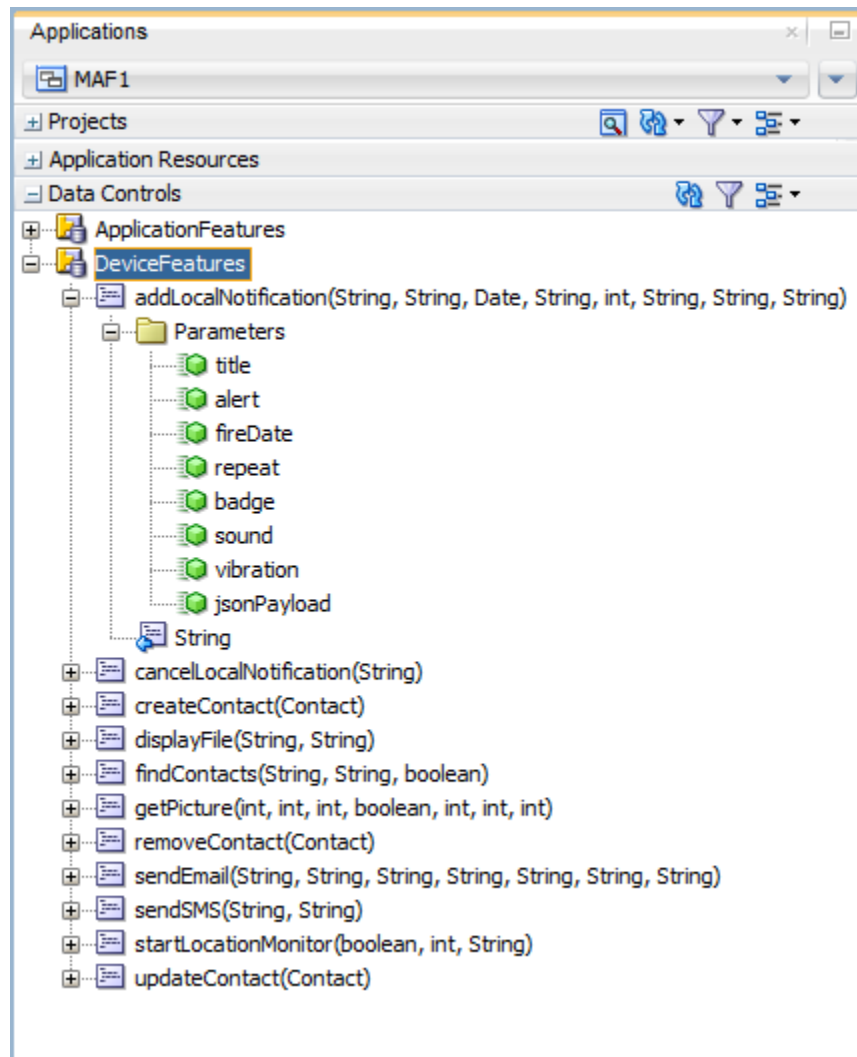 Applications
MAF1
Projects
Application Resources
Data Controls
ApplicationFeatures
DeviceFeatures
addLocalNotification(String, String, Date, String, int, String, String, String)
Parameters
title
alert
fireDate
repeat
badge
sound
vibration
jsonPayload
String
cancelLocalNotification(String)
createContact(Contact)
displayFile(String, String)
findContacts(String, String, boolean)
getPicture(int, int, int, boolean, int, int, int)
removeContact(Contact)
sendEmail(String, String, String, String, String, String, String)
sendSMS(String, String)
startLocationMonitor(boolean, int, String)
updateContact(Contact)